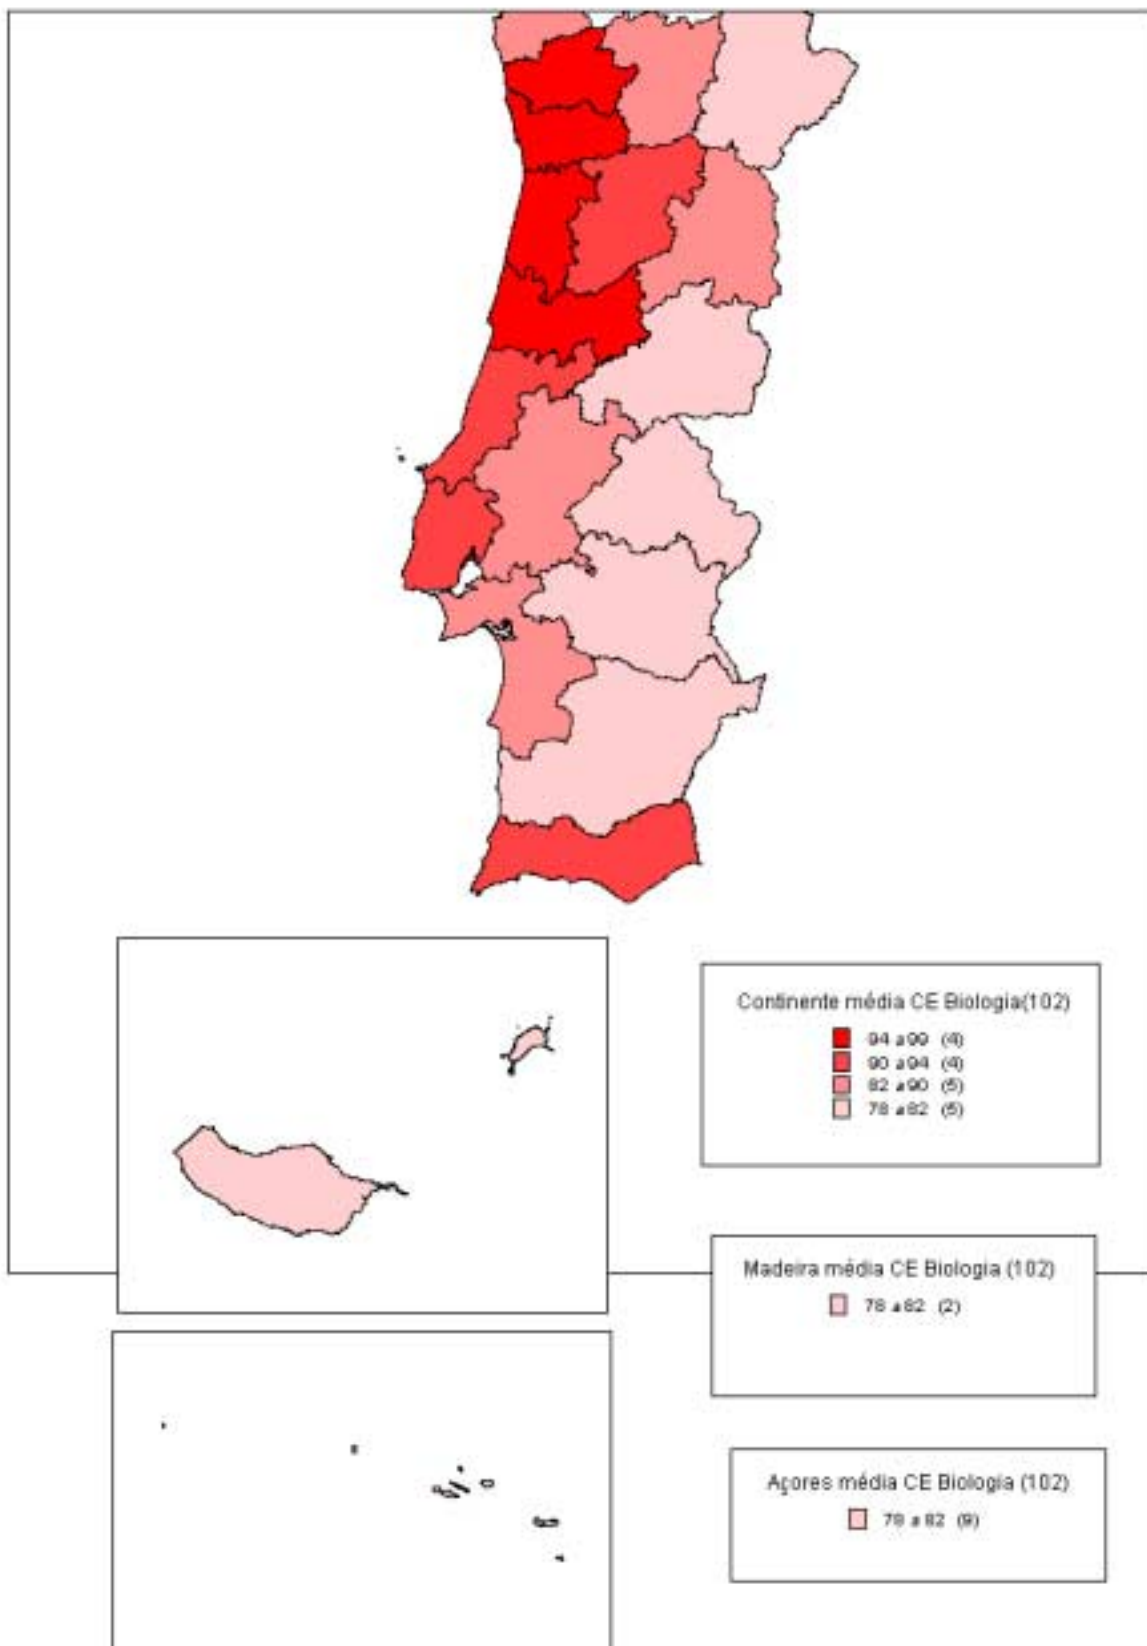 Continente média CE Biologia(102)
94 a 99 (4)
90 a 94 (4)
82 a 90 (5)
78 a 82 (5)
Madeira média CE Biologia (102)
78 a 82 (2)
Açores média CE Biologia (102)
78 a 82 (9)